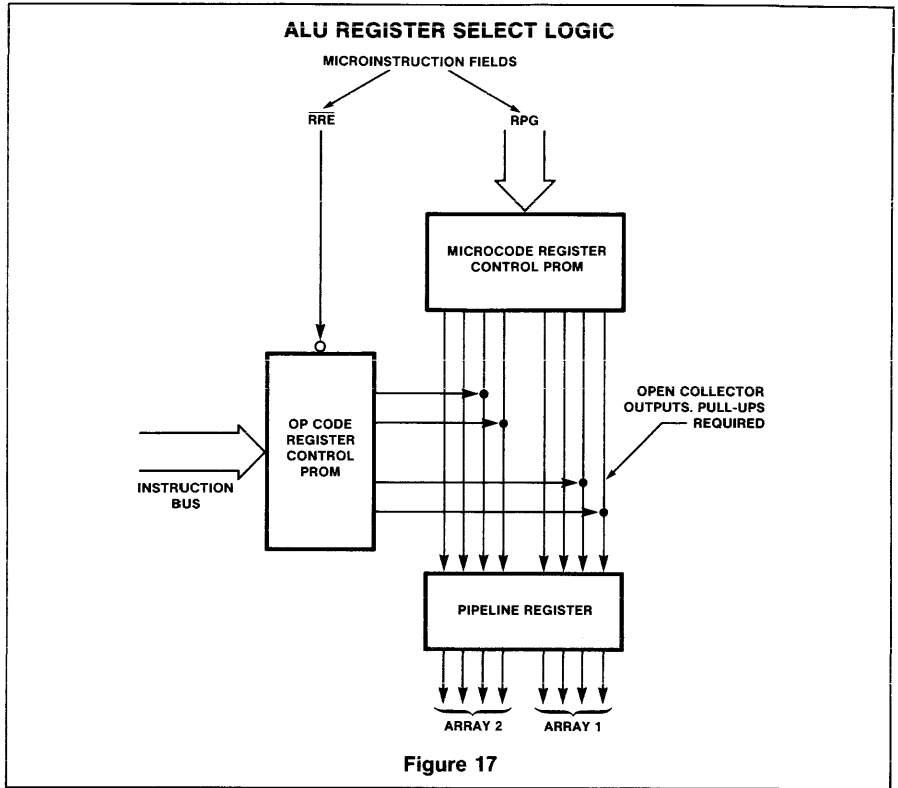 ALU REGISTER SELECT LOGIC
MICROINSTRUCTION FIELDS
RRE
RPG
MICROCODE REGISTER
CONTROL PROM
OPEN COLLECTOR
OUTPUTS. PULL-UPS
REQUIRED
OP CODE
REGISTER
CONTROL
PROM
INSTRUCTION
BUS
PIPELINE REGISTER
ARRAY 2
ARRAY 1
Figure 17